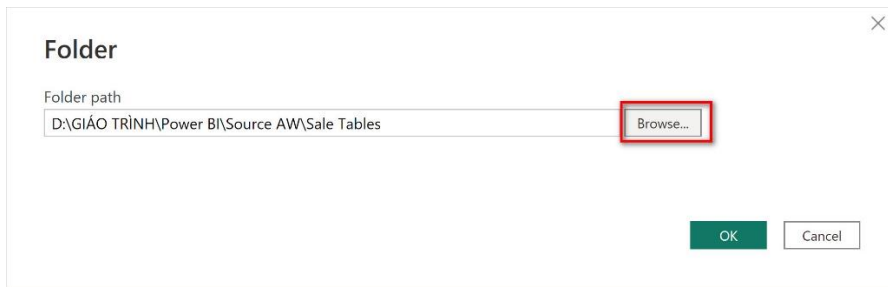 Folder
Folder path
D:\GIÁO TRÌNH\Power BI\Source AW\Sale Tables
Browse...
OK
Cancel